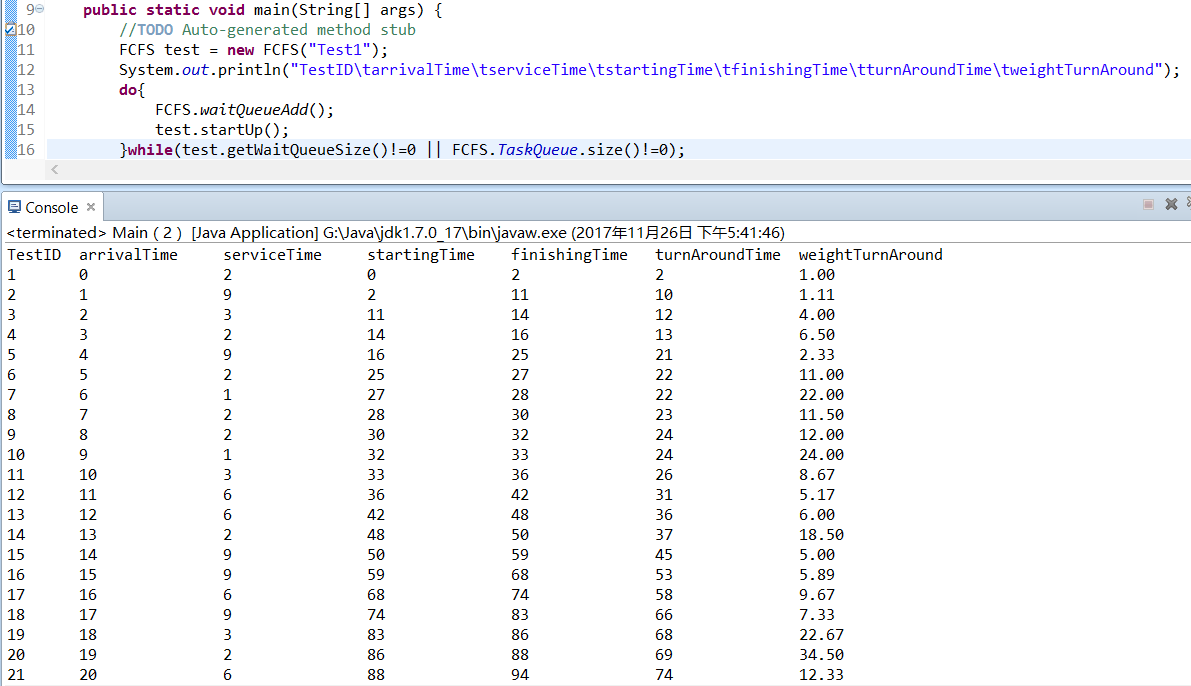 9 public static void main(String[] args) {
10 //TODO Auto-generated method stub
11 FCFS test = new FCFS("Test1");
12 System.out.println("TestID\tarrivalTime\tserviceTime\tstartingTime\tfinishingTime\tturnAroundTime\tweightTurnAround");
13 do{
14 FCFS.waitQueueAdd();
15 test.startUp();
16 }while(test.getWaitQueueSize()!=0 || FCFS.TaskQueue.size()!=0);
Console
<terminated> Main ( 2 ) [Java Application] G:\Java\jdk1.7.0_17\bin\javaw.exe (2017年11月26日 下午5:41:46)
TestID arrivalTime serviceTime startingTime finishingTime turnAroundTime weightTurnAround
1 0 2 0 2 2 1.00
2 1 9 2 11 10 1.11
3 2 3 11 14 12 4.00
4 3 2 14 16 13 6.50
5 4 9 16 25 21 2.33
6 5 2 25 27 22 11.00
7 6 1 27 28 22 22.00
8 7 2 28 30 23 11.50
9 8 2 30 32 24 12.00
10 9 1 32 33 24 24.00
11 10 3 33 36 26 8.67
12 11 6 36 42 31 5.17
13 12 6 42 48 36 6.00
14 13 2 48 50 37 18.50
15 14 9 50 59 45 5.00
16 15 9 59 68 53 5.89
17 16 6 68 74 58 9.67
18 17 9 74 83 66 7.33
19 18 3 83 86 68 22.67
20 19 2 86 88 69 34.50
21 20 6 88 94 74 12.33